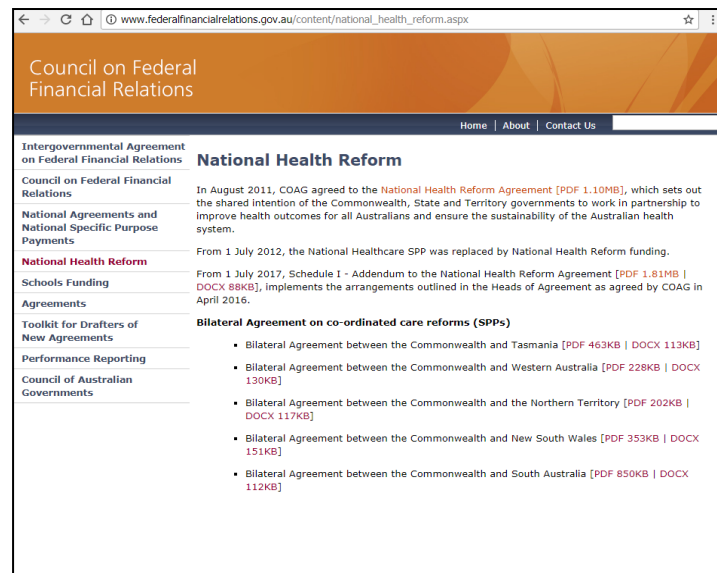 www.federalfinancialrelations.gov.au/content/national_health_reform.aspx
Council on Federal
Financial Relations
Home | About | Contact Us
Intergovernmental Agreement
on Federal Financial Relations
Council on Federal Financial
Relations
National Agreements and
National Specific Purpose
Payments
National Health Reform
Schools Funding
Agreements
Toolkit for Drafters of
New Agreements
Performance Reporting
Council of Australian
Governments
National Health Reform
In August 2011, COAG agreed to the National Health Reform Agreement [PDF 1.10MB], which sets out
the shared intention of the Commonwealth, State and Territory governments to work in partnership to
improve health outcomes for all Australians and ensure the sustainability of the Australian health
system.
From 1 July 2012, the National Healthcare SPP was replaced by National Health Reform funding.
From 1 July 2017, Schedule I - Addendum to the National Health Reform Agreement [PDF 1.81MB |
DOCX 88KB], implements the arrangements outlined in the Heads of Agreement as agreed by COAG in
April 2016.
Bilateral Agreement on co-ordinated care reforms (SPPs)
▪ Bilateral Agreement between the Commonwealth and Tasmania [PDF 463KB | DOCX 113KB]
▪ Bilateral Agreement between the Commonwealth and Western Australia [PDF 228KB | DOCX
130KB]
▪ Bilateral Agreement between the Commonwealth and the Northern Territory [PDF 202KB |
DOCX 117KB]
▪ Bilateral Agreement between the Commonwealth and New South Wales [PDF 353KB | DOCX
151KB]
▪ Bilateral Agreement between the Commonwealth and South Australia [PDF 850KB | DOCX
112KB]